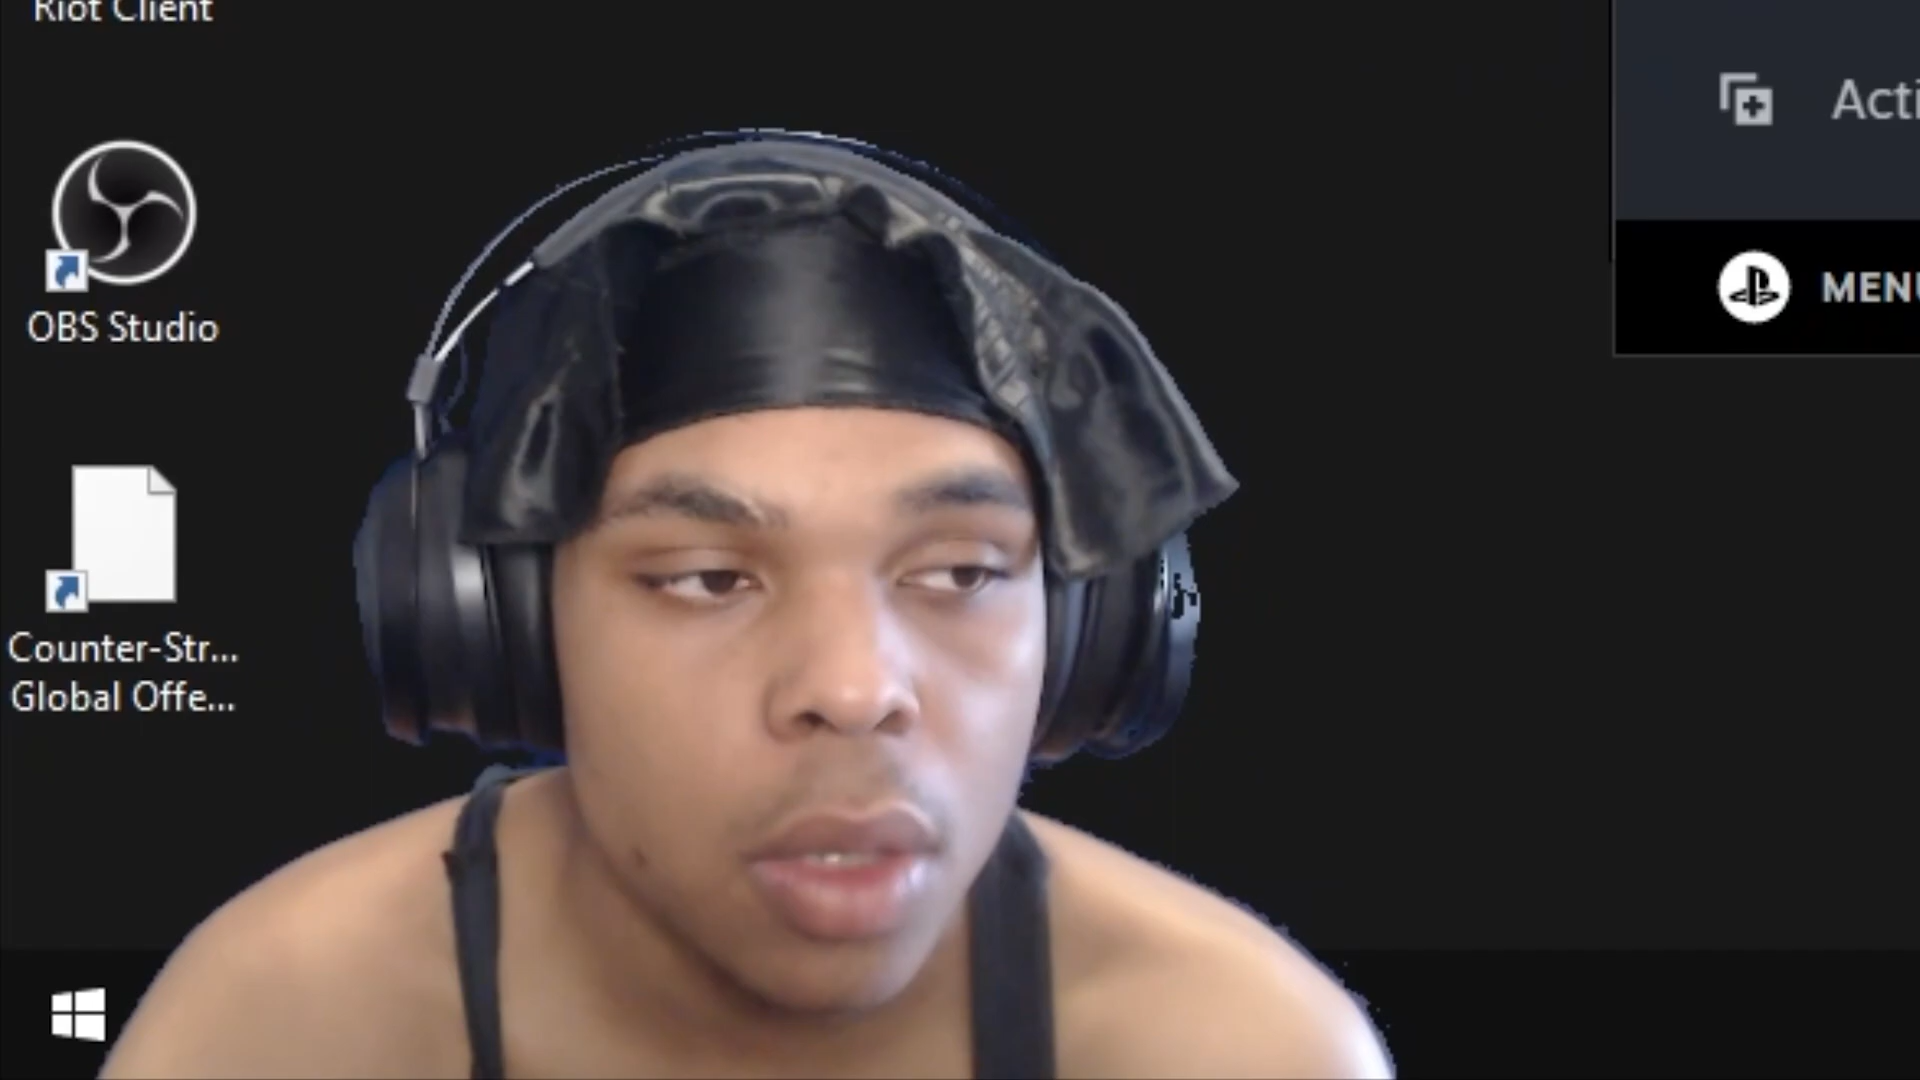 Riot Client
OBS Studio
Counter-Str...
Global Offe...
Acti
MENU